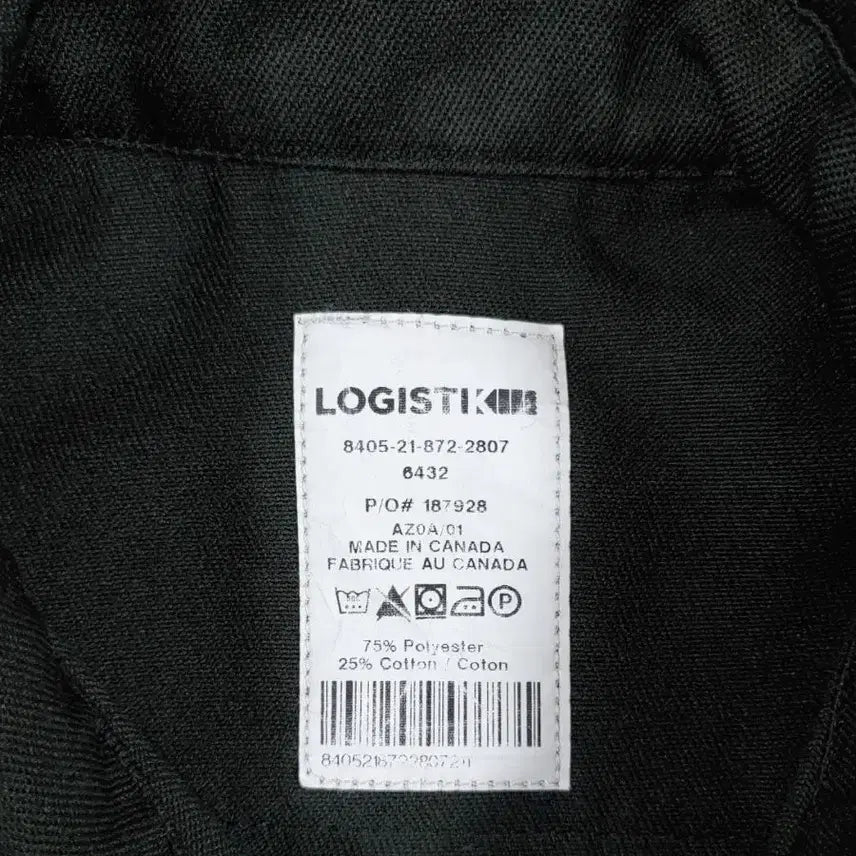 LOGISTIK
8405-21-872-2807
6432
P/O# 187928
AZ0A/01
MADE IN CANADA
FABRIQUE AU CANADA
P
75% Polyester
25% Cotton / Coton